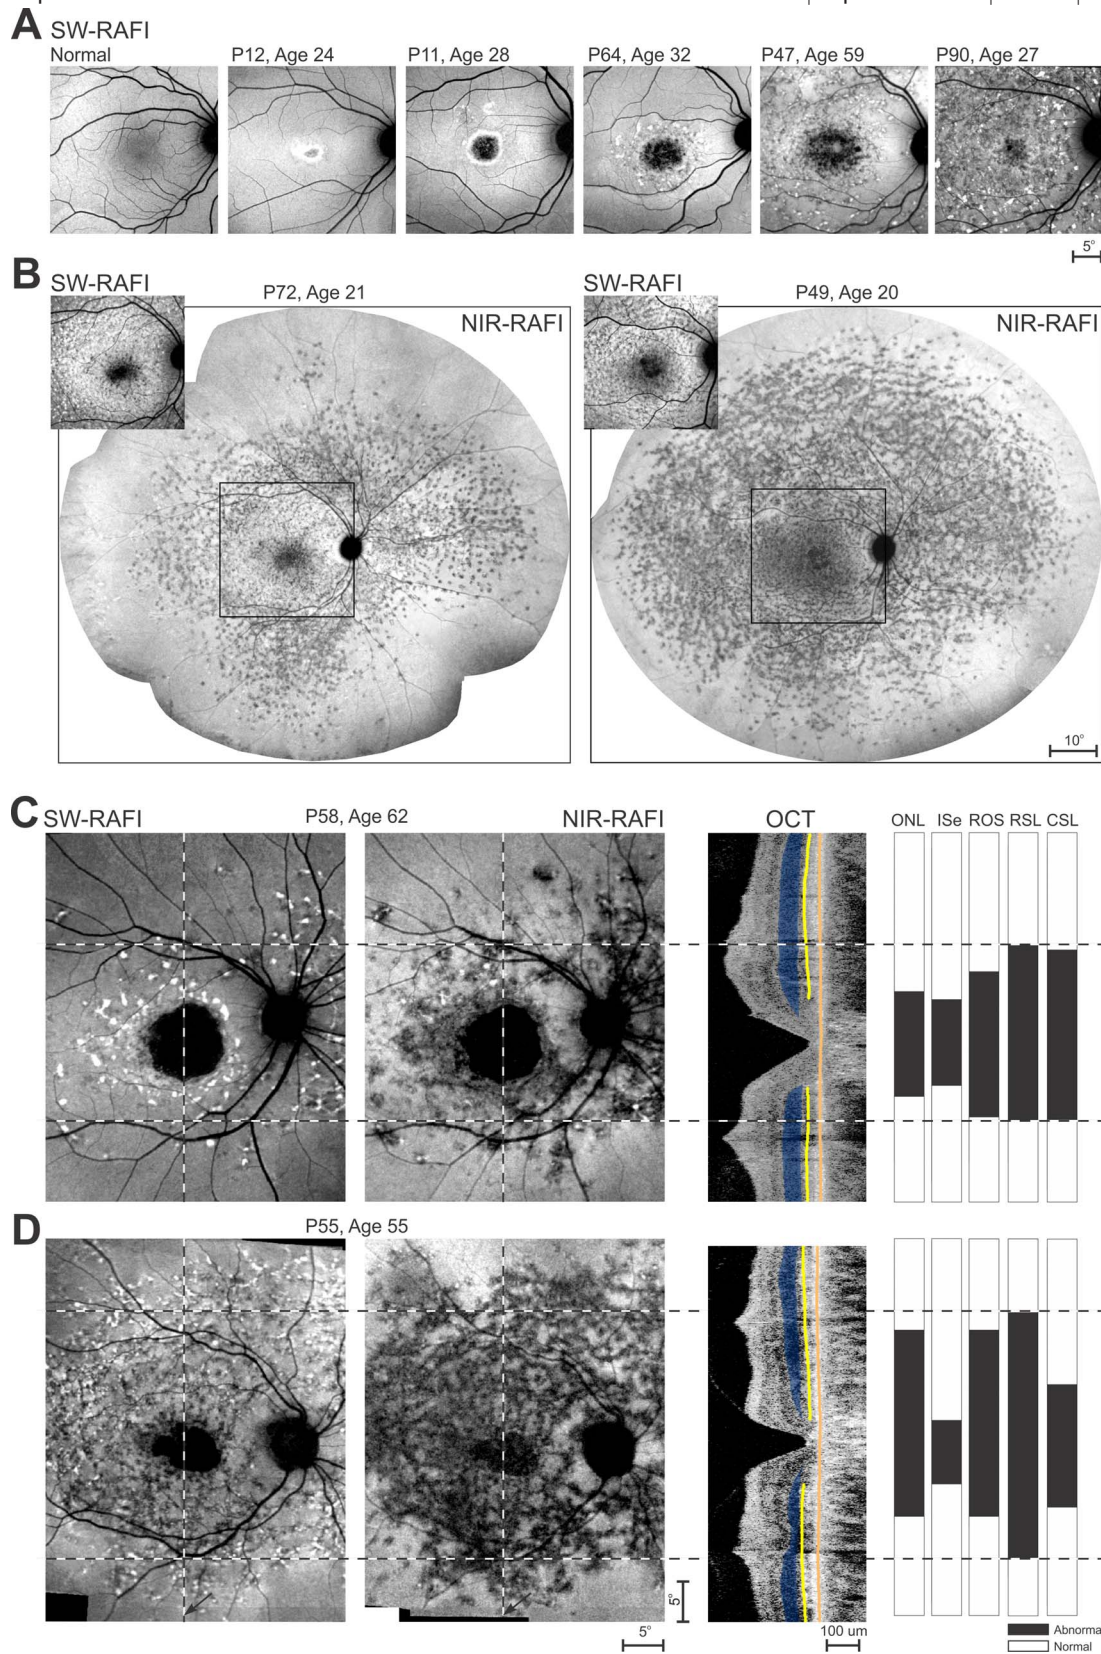 A SW-RAFI
Normal P12, Age 24 P11, Age 28 P64, Age 32 P47, Age 59 P90, Age 27
5°
B SW-RAFI P72, Age 21 NIR-RAFI SW-RAFI P49, Age 20 NIR-RAFI
10°
C SW-RAFI P58, Age 62 NIR-RAFI OCT ONL ISe ROS RSL CSL
D P55, Age 55
5°
5° 100 um
Abnorma
Normal